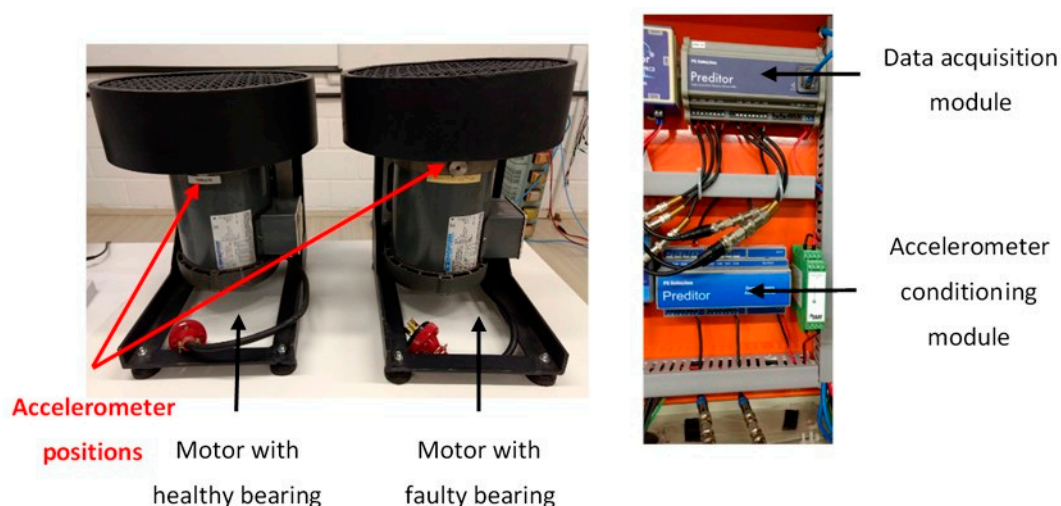 Data acquisition
module
Preditor
Accelerometer
conditioning
module
Preditor
Accelerometer
positions
Motor with
healthy bearing
Motor with
faulty bearing